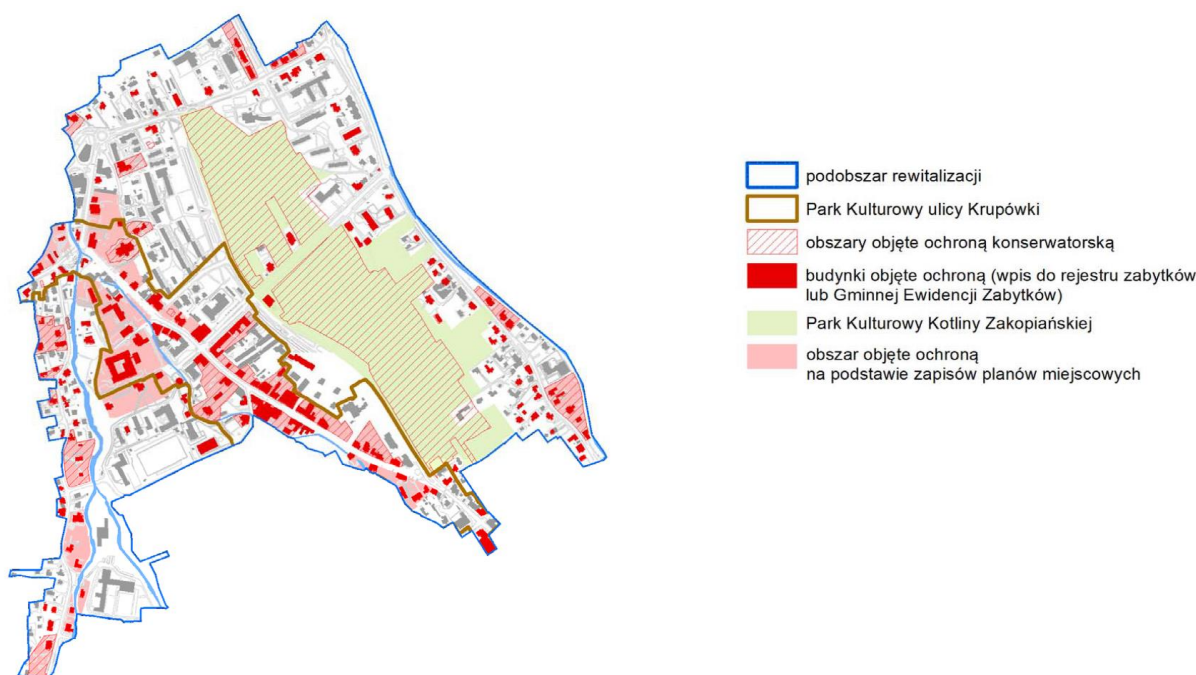 podobszar rewitalizacji
Park Kulturowy ulicy Krupówki
obszary objęte ochroną konserwatorską
budynki objęte ochroną (wpis do rejestru zabytków
lub Gminnej Ewidencji Zabytków)
Park Kulturowy Kotliny Zakopiańskiej
obszar objęte ochroną
na podstawie zapisów planów miejscowych